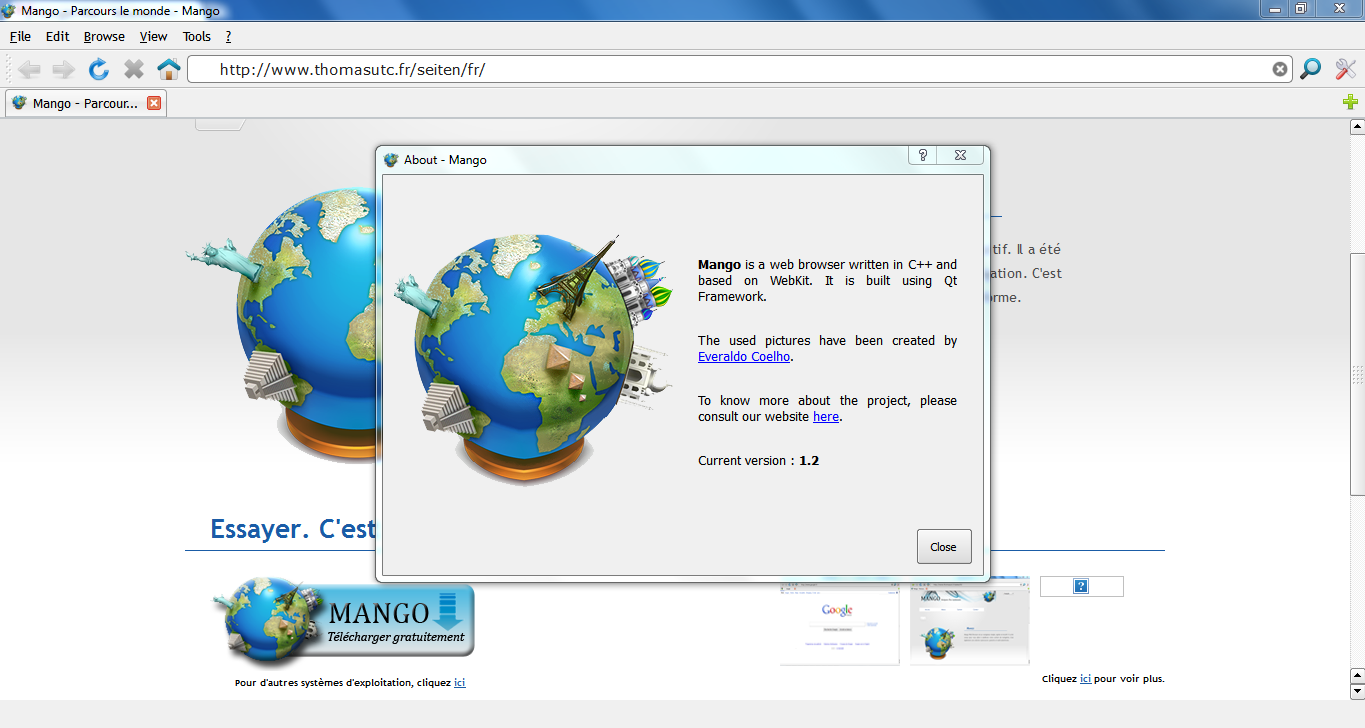 Mango - Parcours le monde - Mango
File Edit Browse View Tools ?
http://www.thomasutc.fr/seiten/fr/
Mango - Parcour...
About - Mango
Mango is a web browser written in C++ and
based on WebKit. It is built using Qt
Framework.
The used pictures have been created by
Everaldo Coelho.
To know more about the project, please
consult our website here.
Current version : 1.2
Close
tif. Il a été
ation. C'est
orme.
Essayer. C'est
MANGO
Télécharger gratuitement
Pour d'autres systèmes d'exploitation, cliquez ici
Google
MANGO
?
Cliquez ici pour voir plus.